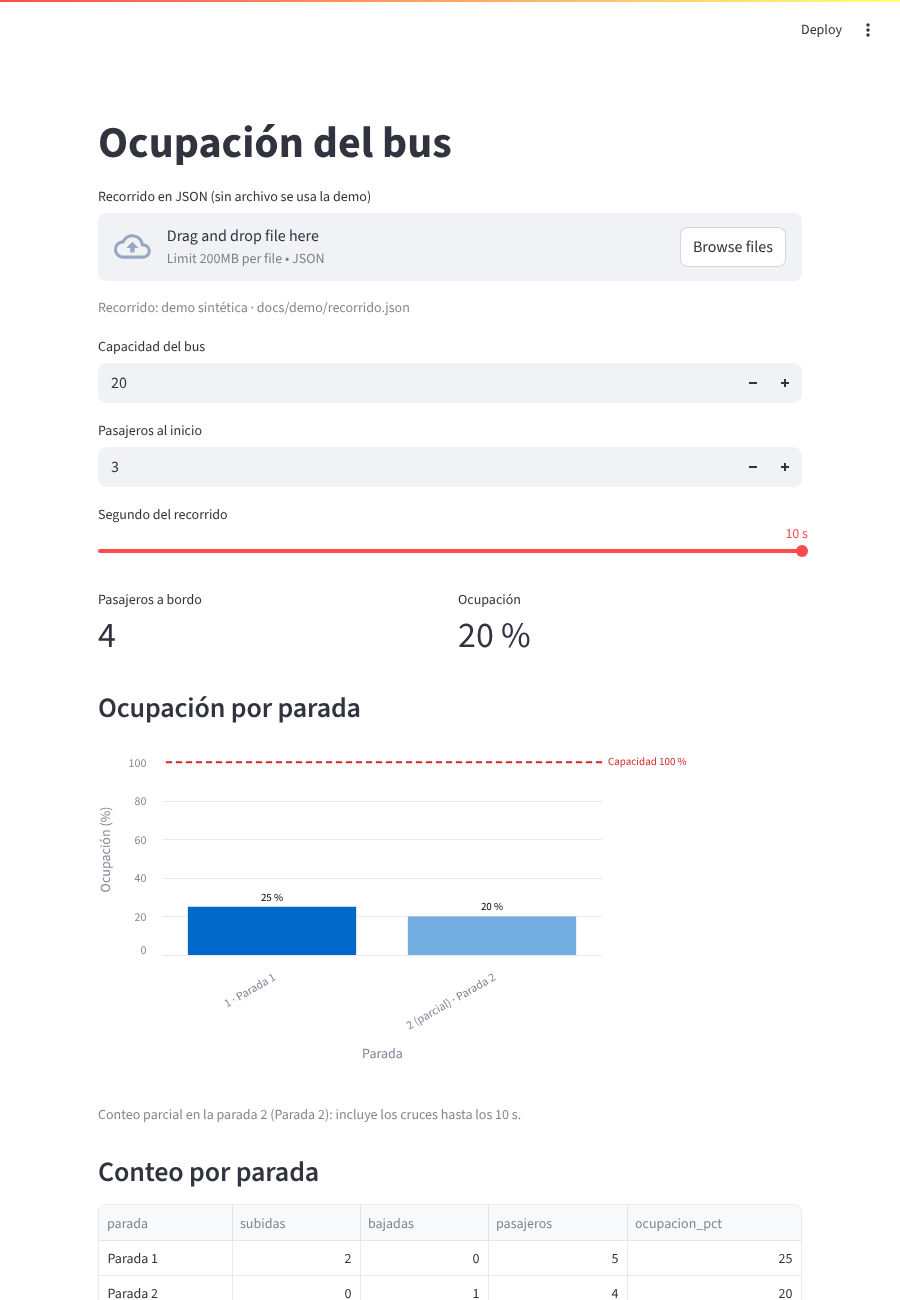 Deploy
Ocupación del bus
Recorrido en JSON (sin archivo se usa la demo)
Drag and drop file here
Limit 200MB per file • JSON
Browse files
Recorrido: demo sintética · docs/demo/recorrido.json
Capacidad del bus
20
Pasajeros al inicio
3
Segundo del recorrido
10 s
Pasajeros a bordo
4
Ocupación
20 %
Ocupación por parada
100
Capacidad 100 %
80
60
40
20
0
Ocupación (%)
25 %
20 %
1 · Parada 1
2 (parcial) · Parada 2
Parada
Conteo parcial en la parada 2 (Parada 2): incluye los cruces hasta los 10 s.
Conteo por parada
parada subidas bajadas pasajeros ocupacion_pct
Parada 1 2 0 5 25
Parada 2 0 1 4 20